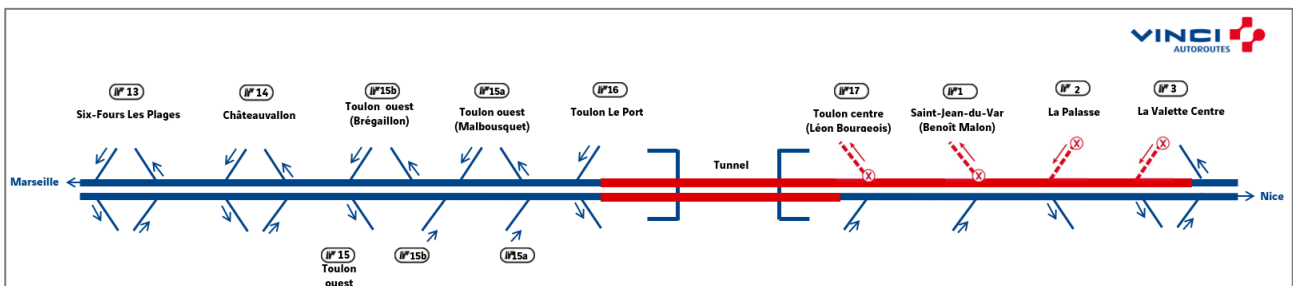 VINCI
AUTOROUTES
N° 13
Six-Fours Les Plages
N° 14
Châteauvallon
N° 15b
Toulon ouest
(Brégaillon)
N° 15a
Toulon ouest
(Malbousquet)
N° 16
Toulon Le Port
Tunnel
N° 17
Toulon centre
(Léon Bourgeois)
N° 1
Saint-Jean-du-Var
(Benoît Malon)
N° 2
La Palasse
N° 3
La Valette Centre
X
X
X
X
Marseille
Nice
N° 15
Toulon
ouest
N° 15b
N° 15a